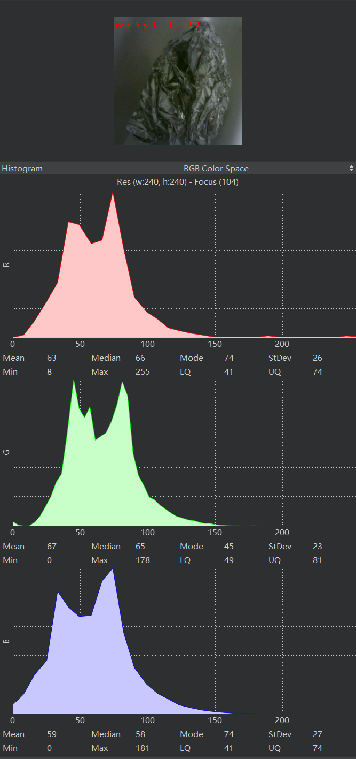 Histogram RGB Color Space
Res (w:240, h:240) - Focus (104)
R
0 50 100 150 200
Mean 63 Median 66 Mode 74 StDev 26
Min 8 Max 255 LQ 41 UQ 74
G
0 50 100 150 200
Mean 67 Median 65 Mode 45 StDev 23
Min 0 Max 178 LQ 49 UQ 81
B
0 50 100 150 200
Mean 59 Median 58 Mode 74 StDev 27
Min 0 Max 181 LQ 41 UQ 74